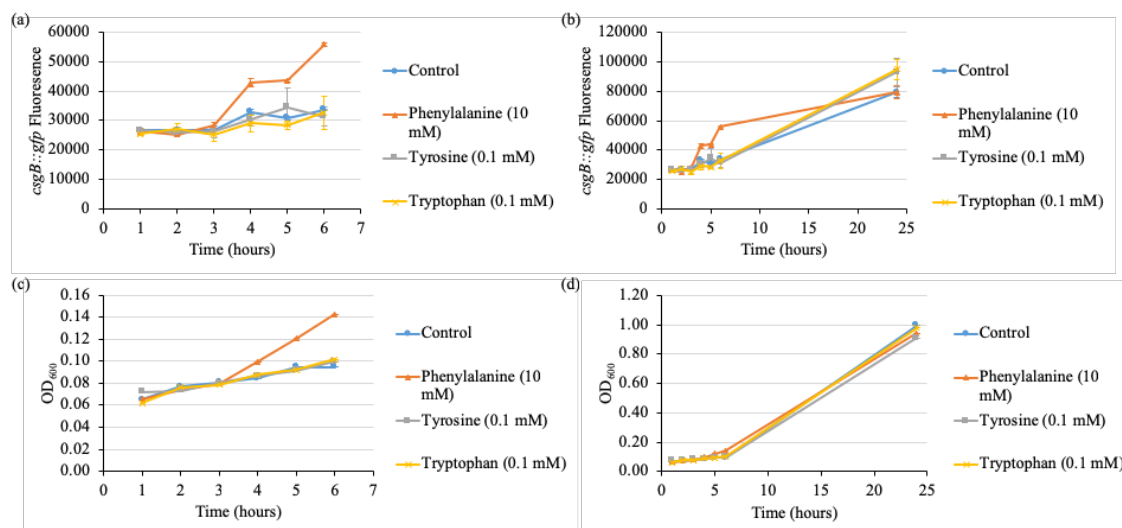 (a)
60000
50000
40000
30000
20000
10000
0
csgB::gfp Fluoresence
0 1 2 3 4 5 6 7
Time (hours)
Control
Phenylalanine (10
mM)
Tyrosine (0.1 mM)
Tryptophan (0.1 mM)
(b)
120000
100000
80000
60000
40000
20000
0
csgB::gfp Fluoresence
0 5 10 15 20 25
Time (hours)
Control
Phenylalanine (10
mM)
Tyrosine (0.1 mM)
Tryptophan (0.1 mM)
(c)
0.16
0.14
0.12
0.10
0.08
0.06
0.04
0.02
0.00
OD600
0 1 2 3 4 5 6 7
Time (hours)
Control
Phenylalanine (10
mM)
Tyrosine (0.1 mM)
Tryptophan (0.1 mM)
(d)
1.20
1.00
0.80
0.60
0.40
0.20
0.00
OD600
0 5 10 15 20 25
Time (hours)
Control
Phenylalanine (10
mM)
Tyrosine (0.1 mM)
Tryptophan (0.1 mM)